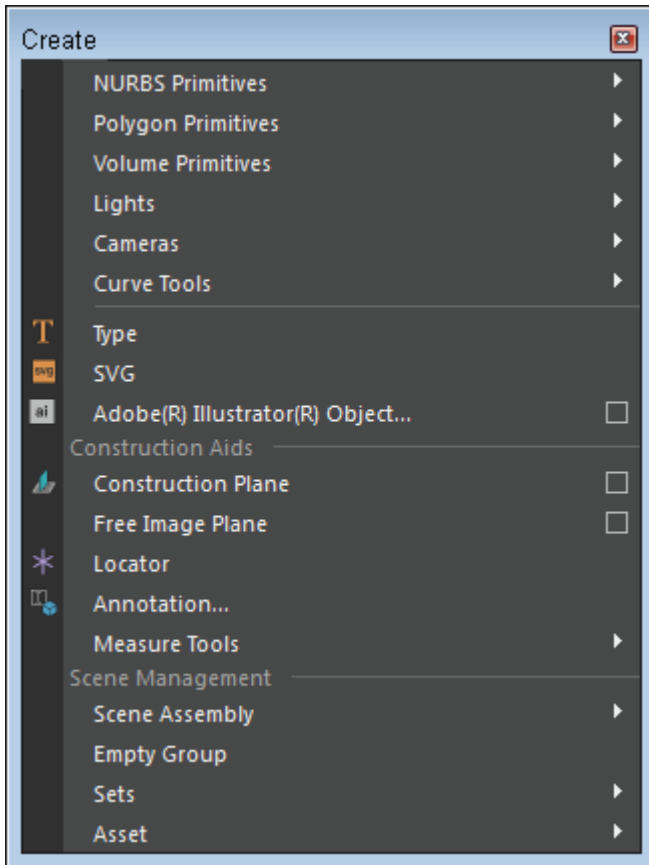 Create
NURBS Primitives
Polygon Primitives
Volume Primitives
Lights
Cameras
Curve Tools
T Type
svg SVG
ai Adobe(R) Illustrator(R) Object...
Construction Aids
Construction Plane
Free Image Plane
Locator
Annotation...
Measure Tools
Scene Management
Scene Assembly
Empty Group
Sets
Asset